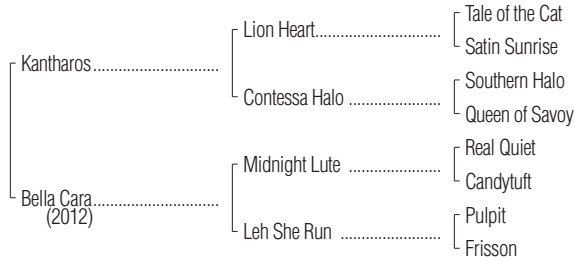 Tale of the Cat
Lion Heart
Satin Sunrise
Kantharos
Southern Halo
Contessa Halo
Queen of Savoy
Real Quiet
Midnight Lute
Candytuft
Bella Cara
(2012)
Pulpit
Leh She Run
Frisson